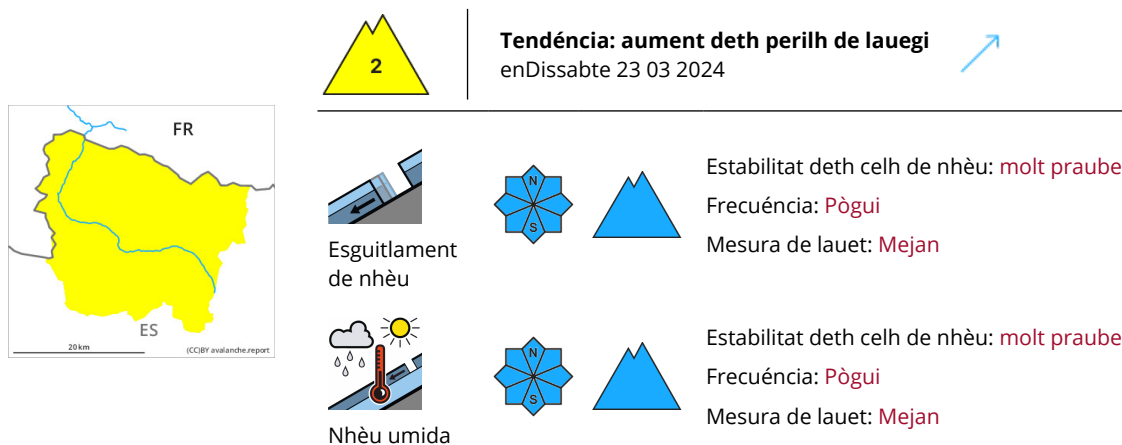 2
Tendéncia: aument deth perilh de lauegi
enDissabte 23 03 2024
FR
ES
20 km
(CC)BY avalanche.report
Esguitlament
de nhèu
N
S
Estabilitat deth celh de nhèu: molt praube
Frecuéncia: Pògui
Mesura de lauet: Mejan
Nhèu umida
N
S
Estabilitat deth celh de nhèu: molt praube
Frecuéncia: Pògui
Mesura de lauet: Mejan